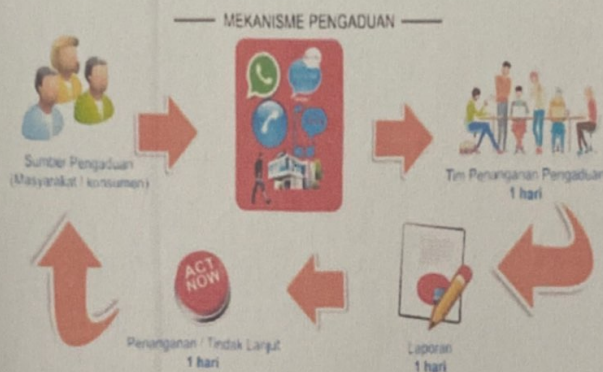 MEKANISME PENGADUAN
Sumber Pengaduan
(Masyarakat / konsumen)
Tim Penanganan Pengaduan
1 hari
ACT
NOW
Penanganan / Tindak Lanjut
1 hari
Laporan
1 hari